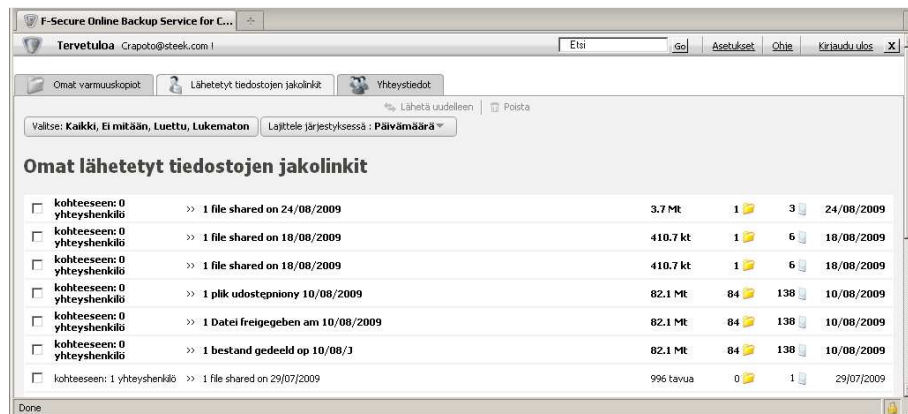 F-Secure Online Backup Service for C...
Tervetuloa Crapoto@steek.com ! Etsi Go Asetukset Ohje Kirjaudu ulos X
Omat varmuuskopiot Lähetetyt tiedostojen jakolinkit Yhteystiedot
Lähetä uudelleen Poista
Valitse: Kaikki, Ei mitään, Luettu, Lukematon Lajittele järjestyksessä : Päivämäärä
Omat lähetetyt tiedostojen jakolinkit
kohteeseen: 0 yhteyshenkilö >> 1 file shared on 24/08/2009 3.7 Mt 1 3 24/08/2009
kohteeseen: 0 yhteyshenkilö >> 1 file shared on 18/08/2009 410.7 kt 1 6 18/08/2009
kohteeseen: 0 yhteyshenkilö >> 1 file shared on 18/08/2009 410.7 kt 1 6 18/08/2009
kohteeseen: 0 yhteyshenkilö >> 1 plik udostępniony 10/08/2009 82.1 Mt 84 138 10/08/2009
kohteeseen: 0 yhteyshenkilö >> 1 Datei freigegeben am 10/08/2009 82.1 Mt 84 138 10/08/2009
kohteeseen: 0 yhteyshenkilö >> 1 bestand gedeeld op 10/08/J 82.1 Mt 84 138 10/08/2009
kohteeseen: 1 yhteyshenkilö >> 1 file shared on 29/07/2009 996 tavua 0 1 29/07/2009
Done